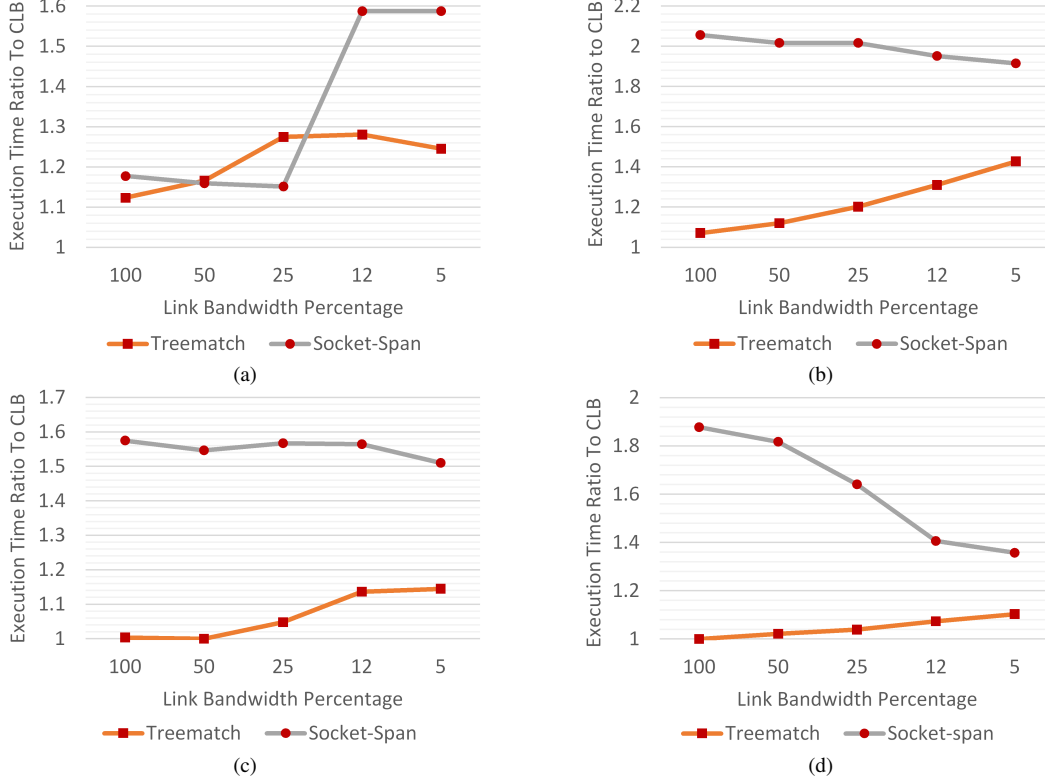 Execution Time Ratio To CLB
1.6
1.5
1.4
1.3
1.2
1.1
1
100 50 25 12 5
Link Bandwidth Percentage
Treematch Socket-Span
(a)
Execution Time Ratio to CLB
2.2
2
1.8
1.6
1.4
1.2
1
100 50 25 12 5
Link Bandwidth Percentage
Treematch Socket-Span
(b)
Execution Time Ratio To CLB
1.7
1.6
1.5
1.4
1.3
1.2
1.1
1
100 50 25 12 5
Link Bandwidth Percentage
Treematch Socket-Span
(c)
Execution Time Ratio To CLB
2
1.8
1.6
1.4
1.2
1
100 50 25 12 5
Link Bandwidth Percentage
Treematch Socket-span
(d)